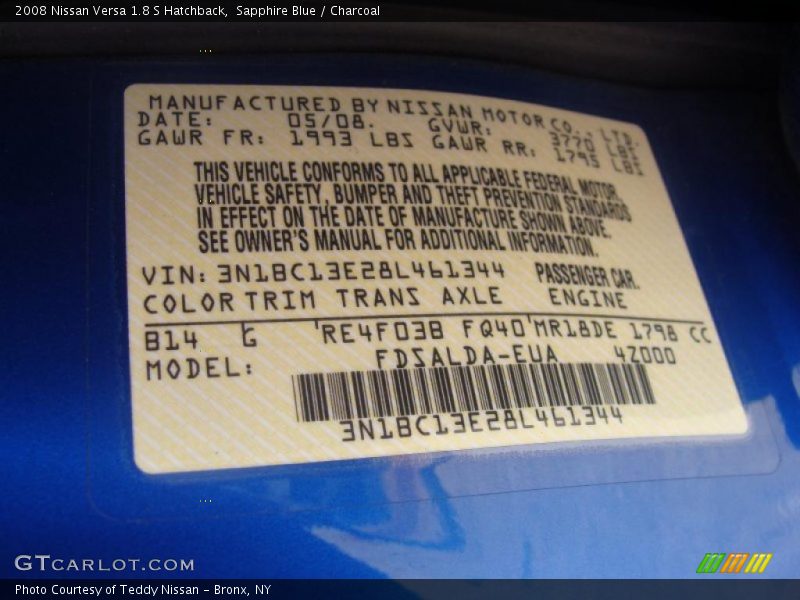 2008 Nissan Versa 1.8 S Hatchback,  Sapphire Blue / Charcoal
MANUFACTURED BY NISSAN MOTOR CO., LTD.
DATE: 05/08. GVWR: 3770 LBS
GAWR FR: 1993 LBS GAWR RR: 1795 LBS
THIS VEHICLE CONFORMS TO ALL APPLICABLE FEDERAL MOTOR
VEHICLE SAFETY, BUMPER AND THEFT PREVENTION STANDARDS
IN EFFECT ON THE DATE OF MANUFACTURE SHOWN ABOVE.
SEE OWNER'S MANUAL FOR ADDITIONAL INFORMATION.
VIN: 3N1BC13E28L461344 PASSENGER CAR.
COLOR TRIM TRANS AXLE ENGINE
B14 G RE4F03B FQ40 MR18DE 1798 CC
MODEL: FDSALDA-EUA 4Z000
3N1BC13E28L461344
GTCARLOT.COM
Photo Courtesy of Teddy Nissan – Bronx, NY